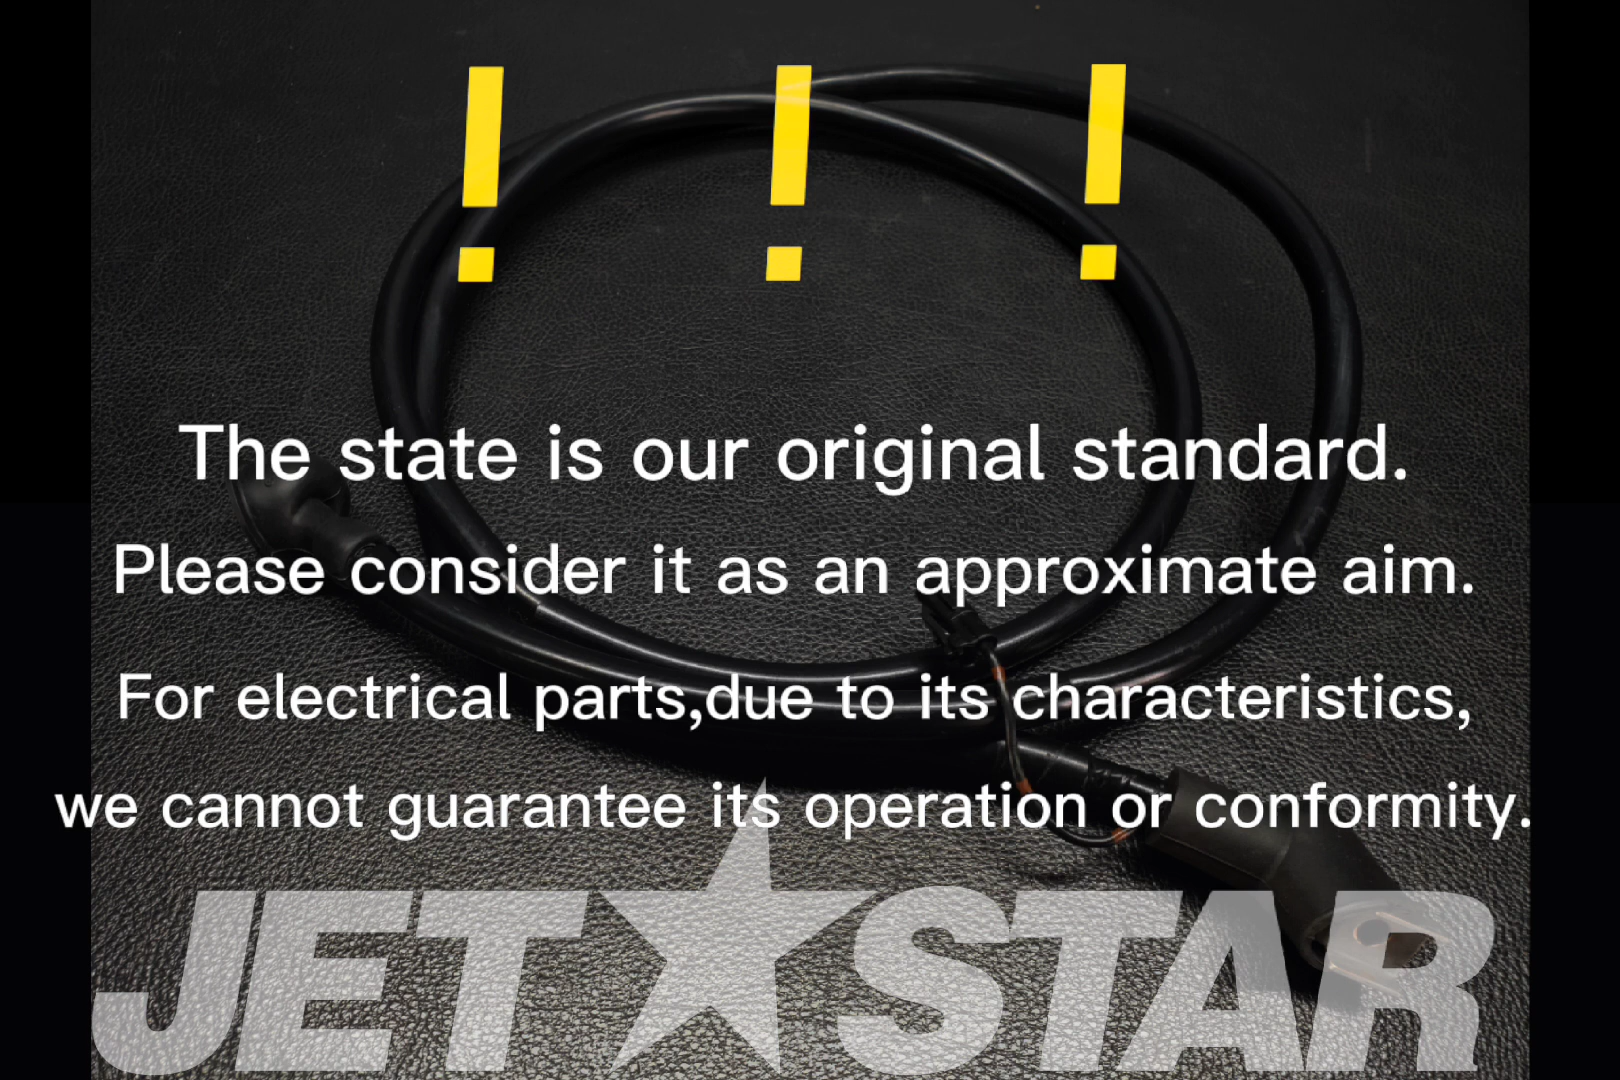 ! ! !
The state is our original standard.
Please consider it as an approximate aim.
For electrical parts,due to its characteristics,
we cannot guarantee its operation or conformity.
JET★STAR